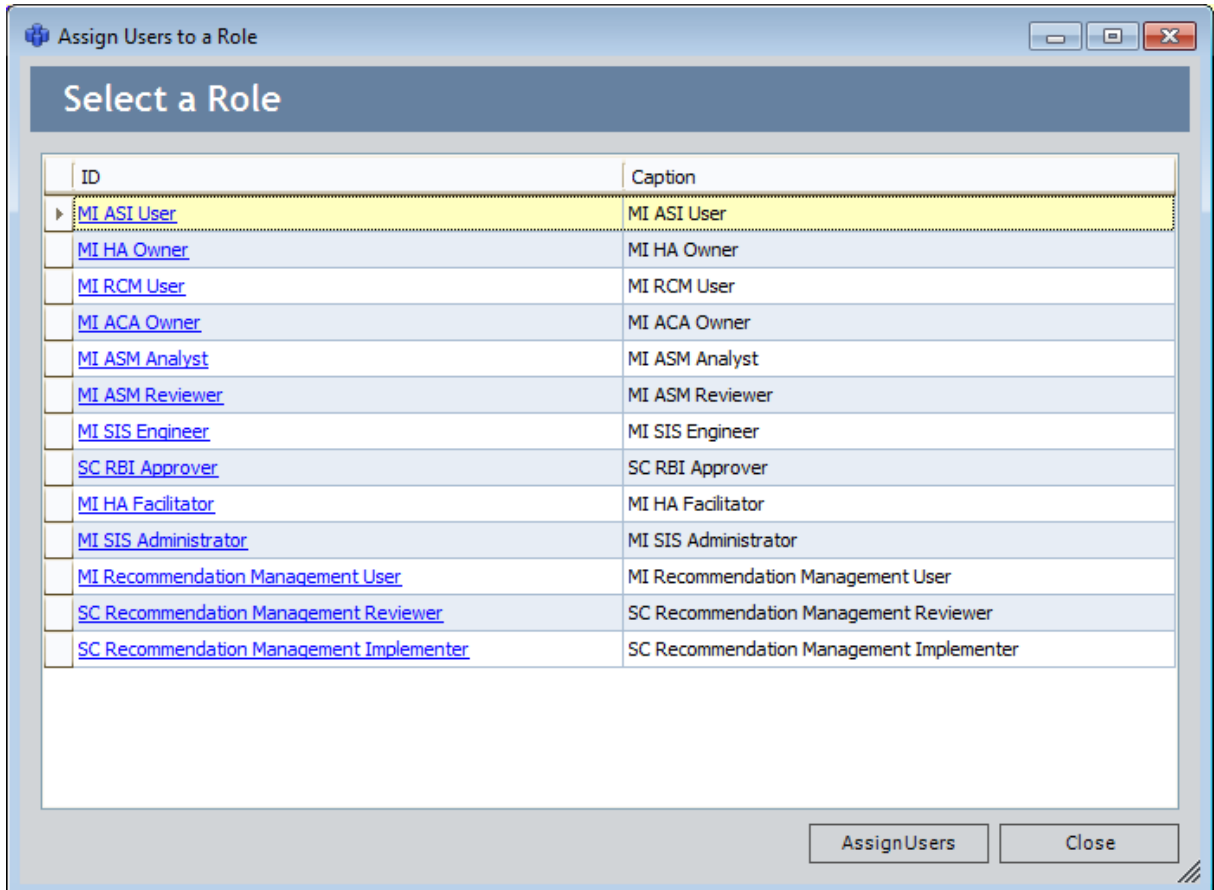 Assign Users to a Role
Select a Role
ID Caption
MI ASI User MI ASI User
MI HA Owner MI HA Owner
MI RCM User MI RCM User
MI ACA Owner MI ACA Owner
MI ASM Analyst MI ASM Analyst
MI ASM Reviewer MI ASM Reviewer
MI SIS Engineer MI SIS Engineer
SC RBI Approver SC RBI Approver
MI HA Facilitator MI HA Facilitator
MI SIS Administrator MI SIS Administrator
MI Recommendation Management User MI Recommendation Management User
SC Recommendation Management Reviewer SC Recommendation Management Reviewer
SC Recommendation Management Implementer SC Recommendation Management Implementer
AssignUsers Close